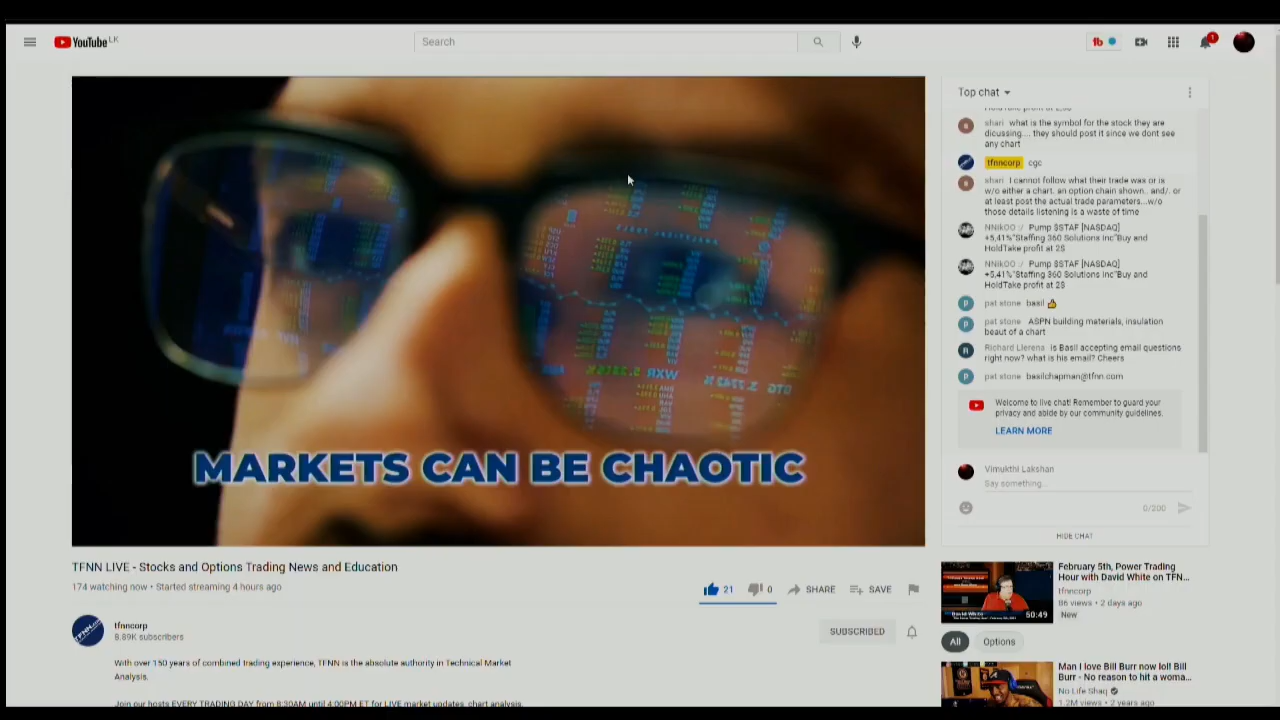 YouTube LK
Search
tb
1
MARKETS CAN BE CHAOTIC
WXR
Top chat
shari what is the symbol for the stock they are
dicussing.... they should post it since we dont see
any chart
tfnncorp cgc
shari I cannot follow what their trade was or is
w/o either a chart. an option chain shown.. and/. or
at least post the actual trade parameters...w/o
those details listening is a waste of time
NNikOO :/ Pump $STAF [NASDAQ]
+5,41%"Staffing 360 Solutions Inc"Buy and
HoldTake profit at 2$
NNikOO :/ Pump $STAF [NASDAQ]
+5,41%"Staffing 360 Solutions Inc"Buy and
HoldTake profit at 2$
pat stone basil
pat stone ASPN building materials, insulation
beaut of a chart
Richard Llerena is Basil accepting email questions
right now? what is his email? Cheers
pat stone basilchapman@tfnn.com
Welcome to live chat! Remember to guard your
privacy and abide by our community guidelines.
LEARN MORE
Vimukthi Lakshan
Say something...
0/200
HIDE CHAT
TFNN LIVE - Stocks and Options Trading News and Education
174 watching now • Started streaming 4 hours ago
21
0
SHARE
SAVE
tfnncorp
8.89K subscribers
SUBSCRIBED
With over 150 years of combined trading experience, TFNN is the absolute authority in Technical Market
Analysis.
Join our hosts EVERY TRADING DAY from 8:30AM until 4:00PM ET for LIVE market updates, chart analysis,
February 5th, Power Trading
Hour with David White on TFN...
tfnncorp
86 views • 2 days ago
New
50:49
All
Options
Man I love Bill Burr now lol! Bill
Burr - No reason to hit a woma...
No Life Shaq
1.2M views • 2 years ago